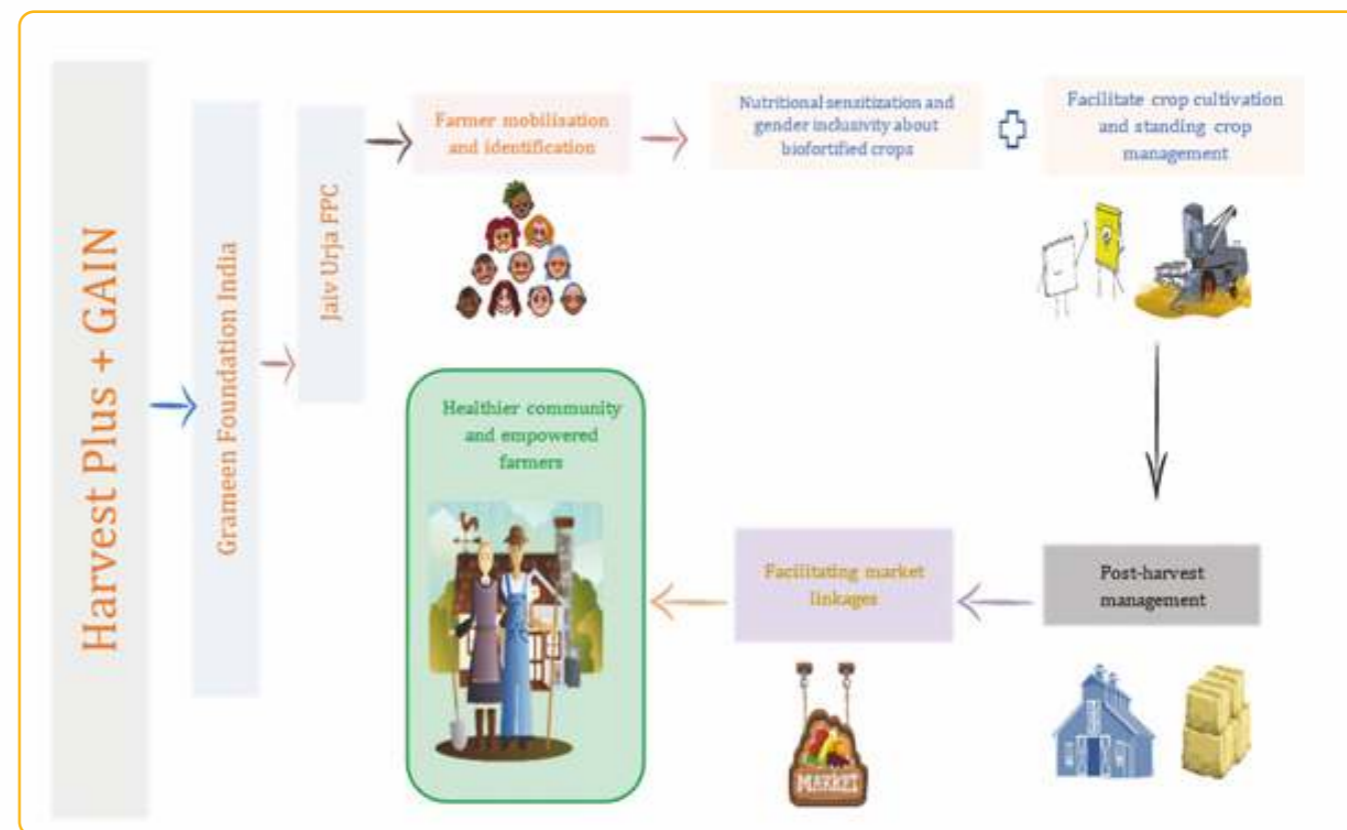 Harvest Plus + GAIN
Grameen Foundation India
Jaiv Urja FPC
Farmer mobilisation
and identification
Nutritional senzitization and
gender inclusivity about
biofortified crops
Facilitate crop cultivation
and standing crop
management
Post-harvest
management
Facilitating market
linkages
MARKET
Healthier community
and empowered
farmers